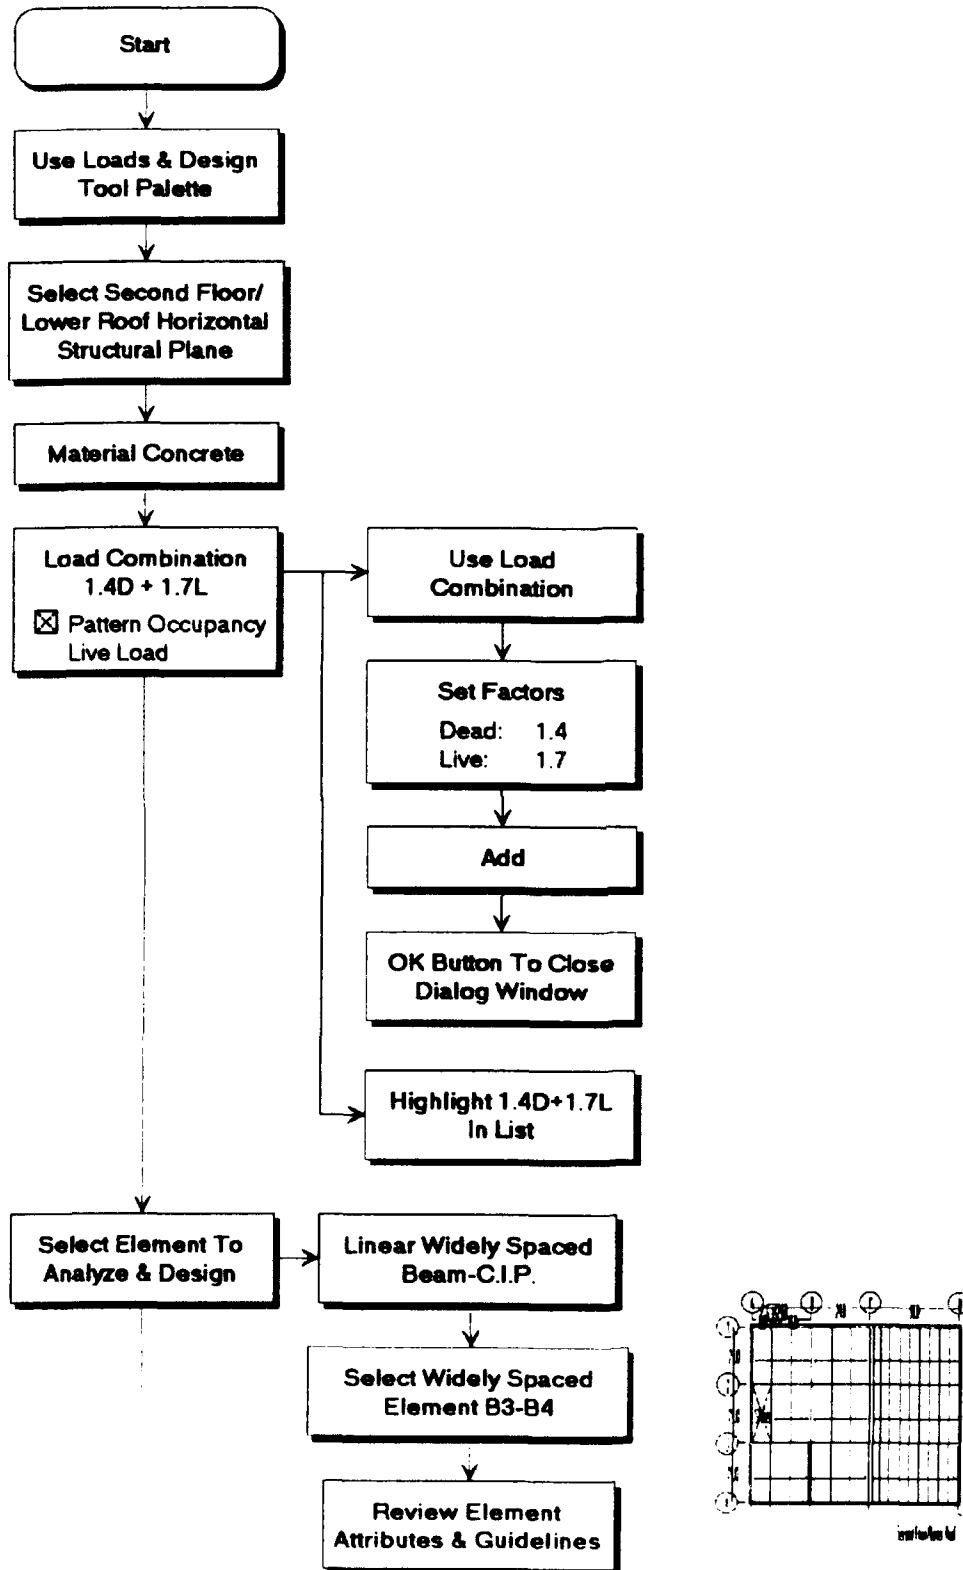 Start
Use Loads & Design
Tool Palette
Select Second Floor/
Lower Roof Horizontal
Structural Plane
Material Concrete
Load Combination
1.4D + 1.7L
Pattern Occupancy
Live Load
Use Load
Combination
Set Factors
Dead: 1.4
Live: 1.7
Add
OK Button To Close
Dialog Window
Highlight 1.4D+1.7L
In List
Select Element To
Analyze & Design
Linear Widely Spaced
Beam-C.I.P.
Select Widely Spaced
Element B3-B4
Review Element
Attributes & Guidelines